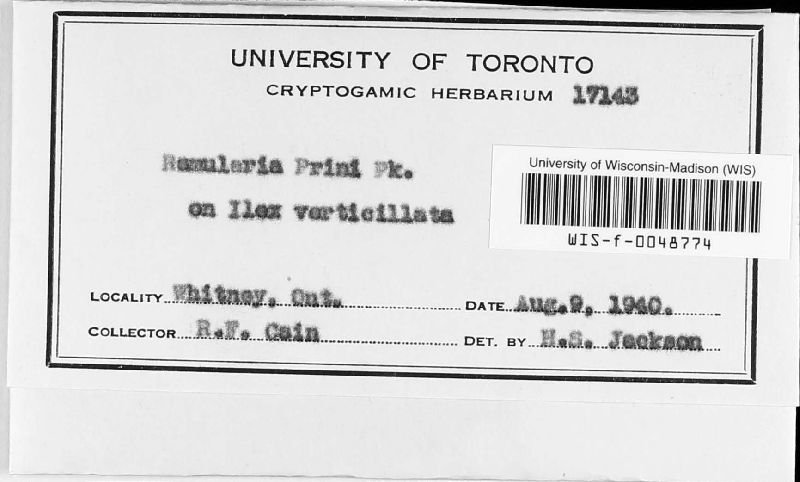 UNIVERSITY OF TORONTO
CRYPTOGAMIC HERBARIUM 17143
Ramularia Prini Pk.
on Ilex verticillata
University of Wisconsin-Madison (WIS)
WIS-f-0048774
LOCALITY Whitney, Ont. DATE Aug.9, 1940.
COLLECTOR R.F. Cain DET. BY H.S. Jackson